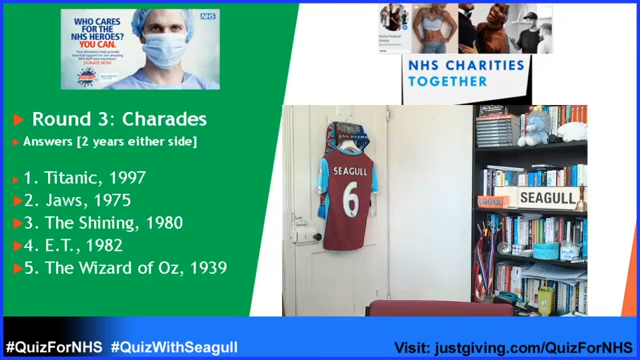 WHO CARES
FOR THE
NHS HEROES?
YOU CAN.
DONATE NOW
NHS
NHS CHARITIES
TOGETHER
Round 3: Charades
Answers [2 years either side]
1. Titanic, 1997
2. Jaws, 1975
3. The Shining, 1980
4. E.T., 1982
5. The Wizard of Oz, 1939
SEAGULL
6
SEAGULL
#QuizForNHS #QuizWithSeagull
Visit: justgiving.com/QuizForNHS